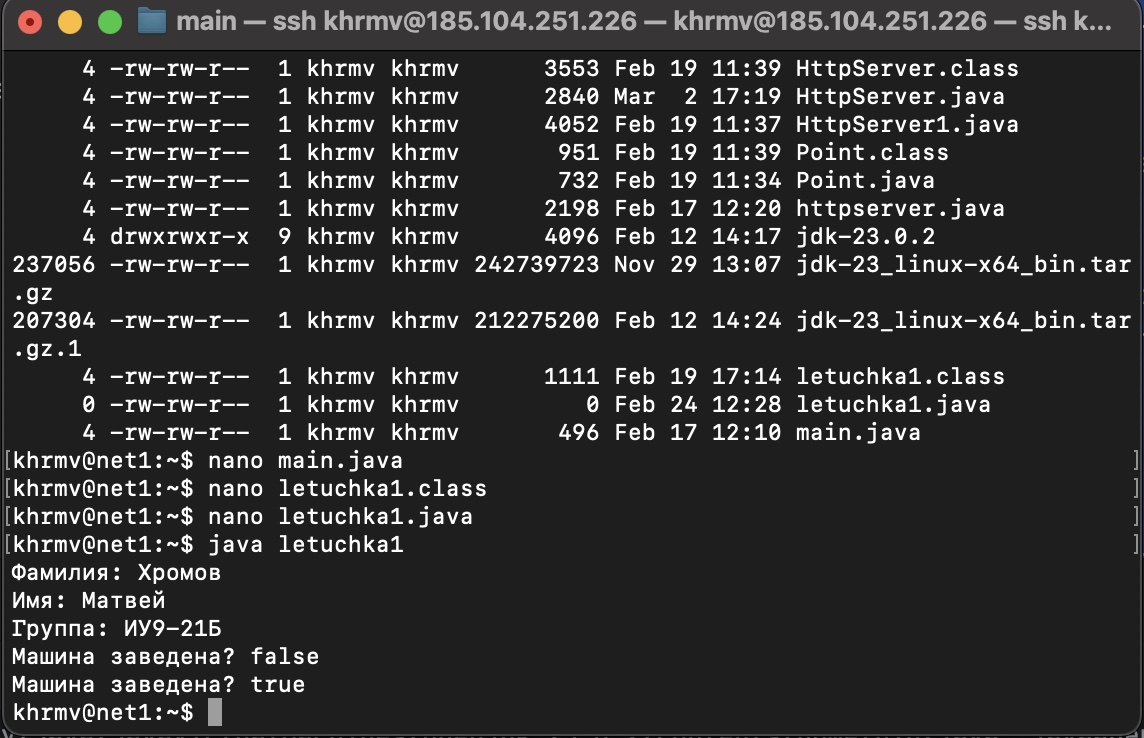 main — ssh khrmv@185.104.251.226 — khrmv@185.104.251.226 — ssh k...
4 -rw-rw-r-- 1 khrmv khrmv 3553 Feb 19 11:39 HttpServer.class
4 -rw-rw-r-- 1 khrmv khrmv 2840 Mar 2 17:19 HttpServer.java
4 -rw-rw-r-- 1 khrmv khrmv 4052 Feb 19 11:37 HttpServer1.java
4 -rw-rw-r-- 1 khrmv khrmv 951 Feb 19 11:39 Point.class
4 -rw-rw-r-- 1 khrmv khrmv 732 Feb 19 11:34 Point.java
4 -rw-rw-r-- 1 khrmv khrmv 2198 Feb 17 12:20 httpserver.java
4 drwxrwxr-x 9 khrmv khrmv 4096 Feb 12 14:17 jdk-23.0.2
237056 -rw-rw-r-- 1 khrmv khrmv 242739723 Nov 29 13:07 jdk-23_linux-x64_bin.tar
.gz
207304 -rw-rw-r-- 1 khrmv khrmv 212275200 Feb 12 14:24 jdk-23_linux-x64_bin.tar
.gz.1
4 -rw-rw-r-- 1 khrmv khrmv 1111 Feb 19 17:14 letuchka1.class
0 -rw-rw-r-- 1 khrmv khrmv 0 Feb 24 12:28 letuchka1.java
4 -rw-rw-r-- 1 khrmv khrmv 496 Feb 17 12:10 main.java
[khrmv@net1:~$ nano main.java ]
[khrmv@net1:~$ nano letuchka1.class ]
[khrmv@net1:~$ nano letuchka1.java ]
[khrmv@net1:~$ java letuchka1 ]
Фамилия: Хромов
Имя: Матвей
Группа: ИУ9-21Б
Машина заведена? false
Машина заведена? true
khrmv@net1:~$